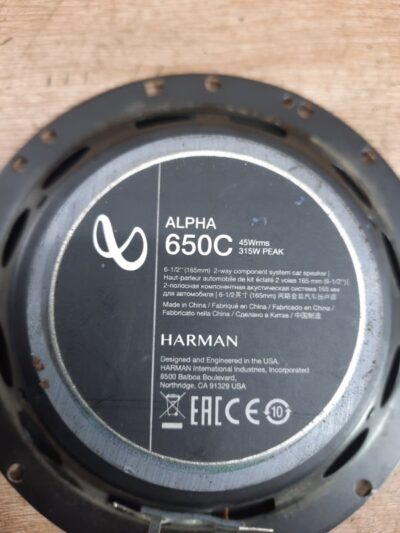 ALPHA
650C 45Wrms
315W PEAK
6-1/2" (165mm) 2-way component system car speaker |
Haut-parleur automobile de kit éclaté 2 voies 165 mm (6-1/2") |
2-полосная компонентная акустическая система 165 мм
для автомобиля | 6-1/2英寸 (165mm) 两路套装汽车扬声器
Made in China / Fabriqué en China / Fabricado en China /
Fabbricato nella China / Сделано в Китае / 中国制造
HARMAN
Designed and Engineered in the USA.
HARMAN International Industries, Incorporated
8500 Balboa Boulevard,
Northridge, CA 91329 USA
EAC CE 10